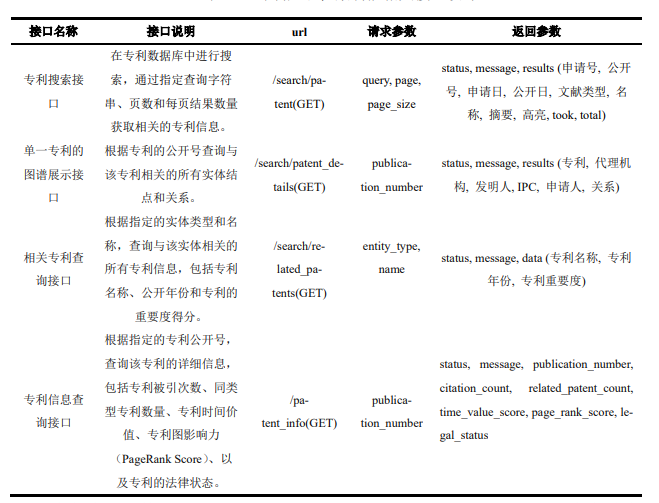 接口名称 接口说明 url 请求参数 返回参数
专利搜索接
口
在专利数据库中进行搜
索，通过指定查询字符
串、页数和每页结果数量
获取相关的专利信息。
/search/pa-
tent(GET)
query, page,
page_size
status, message, results (申请号, 公开
号, 申请日, 公开日, 文献类型, 名
称, 摘要, 高亮, took, total)
单一专利的
图谱展示接
口
根据专利的公开号查询与
该专利相关的所有实体结
点和关系。
/search/patent_de-
tails(GET)
publica-
tion_number
status, message, results (专利, 代理机
构, 发明人, IPC, 申请人, 关系)
相关专利查
询接口
根据指定的实体类型和名
称，查询与该实体相关的
所有专利信息，包括专利
名称、公开年份和专利的
重要度得分。
/search/re-
lated_pa-
tents(GET)
entity_type,
name
status, message, data (专利名称, 专利
年份, 专利重要度)
专利信息查
询接口
根据指定的专利公开号，
查询该专利的详细信息，
包括专利被引次数、同类
型专利数量、专利时间价
值、专利图影响力
（PageRank Score）、以
及专利的法律状态。
/pa-
tent_info(GET)
publica-
tion_number
status, message, publication_number,
citation_count, related_patent_count,
time_value_score, page_rank_score, le-
gal_status